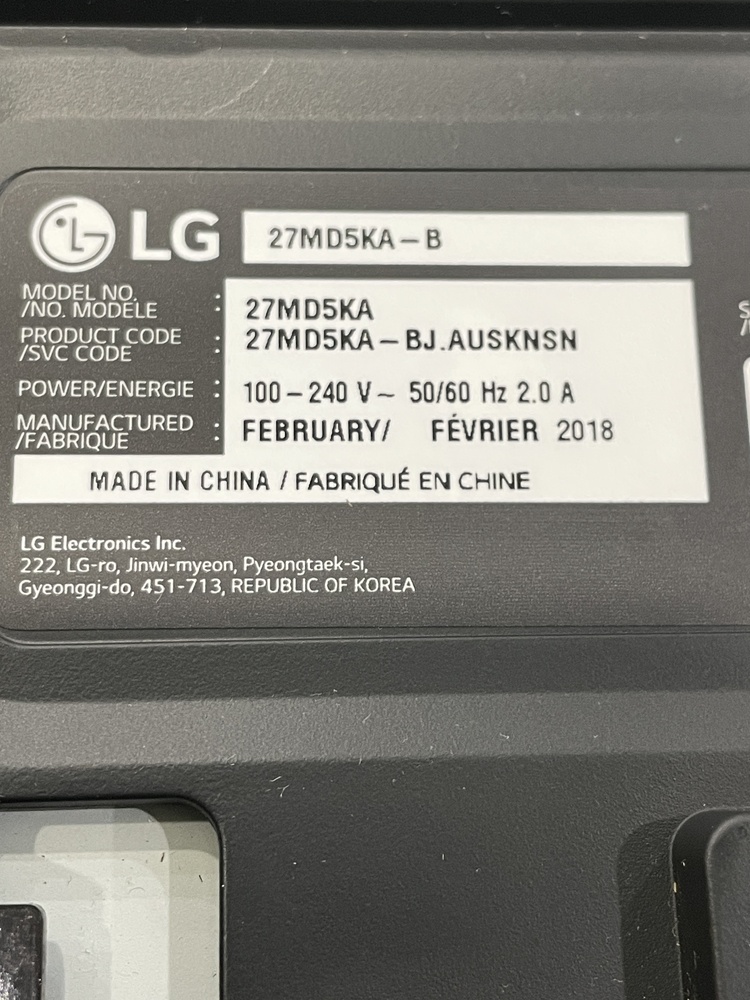 LG 27MD5KA-B
MODEL NO.
/NO. MODÈLE : 27MD5KA
PRODUCT CODE
/SVC CODE : 27MD5KA-BJ.AUSKNSN
POWER/ENERGIE : 100-240 V~ 50/60 Hz 2.0 A
MANUFACTURED
/FABRIQUE : FEBRUARY/ FÉVRIER 2018
MADE IN CHINA / FABRIQUÉ EN CHINE
LG Electronics Inc.
222, LG-ro, Jinwi-myeon, Pyeongtaek-si,
Gyeonggi-do, 451-713, REPUBLIC OF KOREA